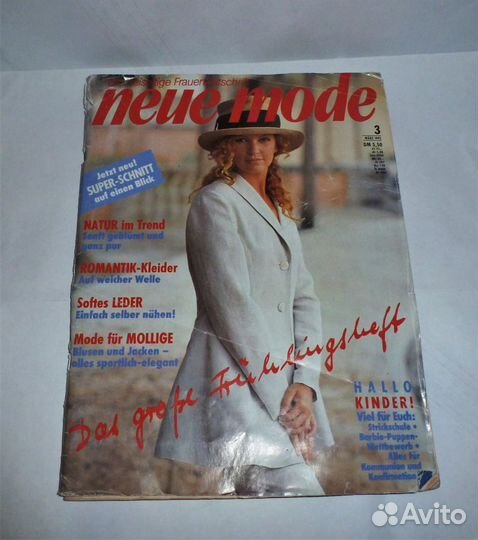 neue mode
3
DM 5,50
Jetzt neu!
SUPER-SCHNITT
auf einen Blick
NATUR im Trend
Sanft geblümt und
ganz pur
ROMANTIK-Kleider
Auf weicher Welle
Softes LEDER
Einfach selber nähen!
Mode für MOLLIGE
Blusen und Jacken –
alles sportlich-elegant
Das große Frühlingsheft
HALLO
KINDER!
Viel für Euch:
Strickschule •
Barbie-Puppen-
Wettbewerb •
Alles für
Kommunion und
Konfirmation
Avito